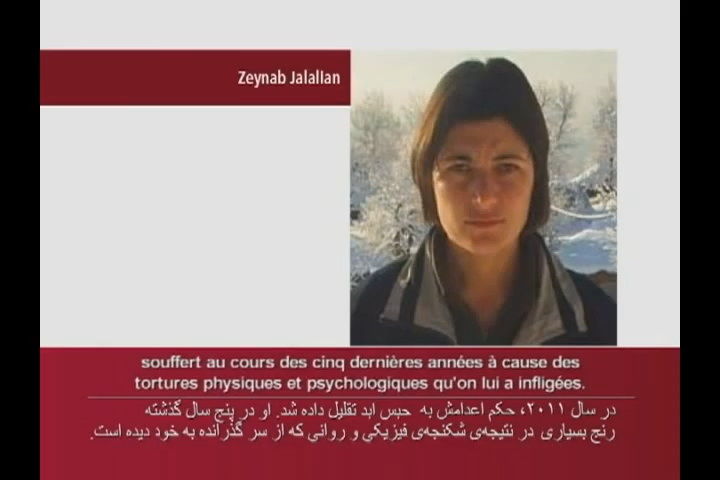 Zeynab Jalallan
souffert au cours des cinq dernières années à cause des
tortures physiques et psychologiques qu'on lui a infligées.
در سال ۲۰۱۱، حکم اعدامش به حبس ابد تقلیل داده شد. او در پنج سال گذشته
رنج بسیاری در نتیجه‌ی شکنجه‌ی فیزیکی و روانی که از سر گذرانده به خود دیده است.